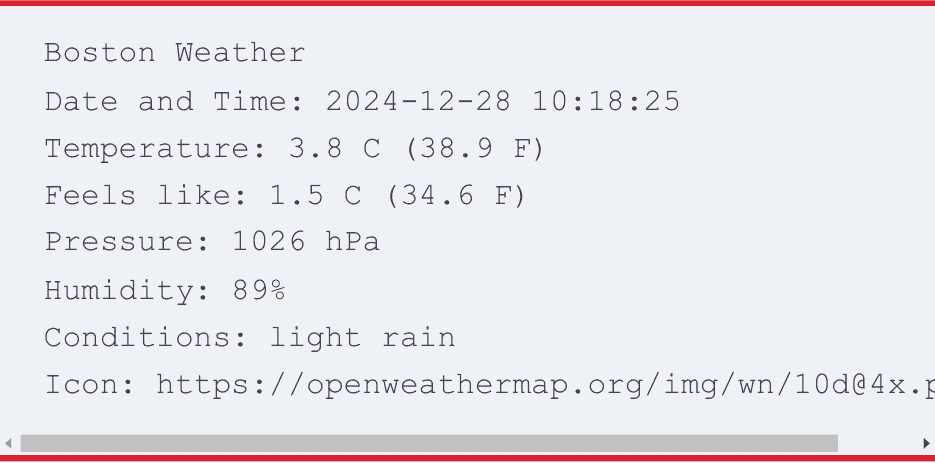 Boston Weather
Date and Time: 2024-12-28 10:18:25
Temperature: 3.8 C (38.9 F)
Feels like: 1.5 C (34.6 F)
Pressure: 1026 hPa
Humidity: 89%
Conditions: light rain
Icon: https://openweathermap.org/img/wn/10d@4x.p